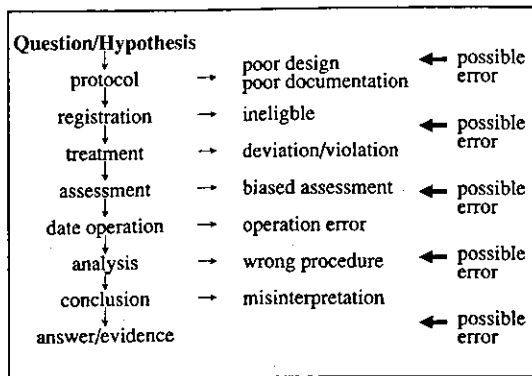 Question/Hypothesis
poor design
possible error
protocol
poor documentation
registration
ineligble
possible error
treatment
deviation/violation
assessment
biased assessment
possible error
date operation
operation error
analysis
wrong procedure
possible error
conclusion
misinterpretation
answer/evidence
possible error